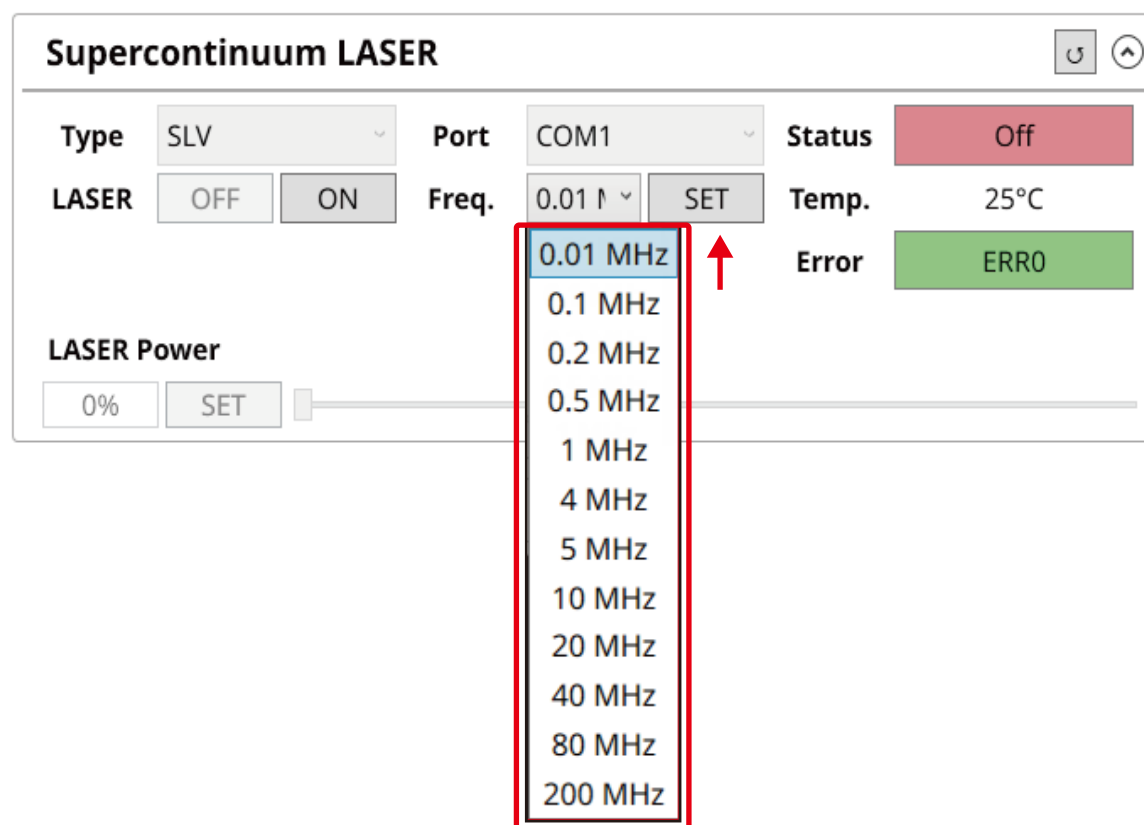 Supercontinuum LASER
Type SLV Port COM1 Status Off
LASER OFF ON Freq. 0.01 SET Temp. 25°C
0.01 MHz
Error ERR0
0.1 MHz
0.2 MHz
LASER Power
0.5 MHz
0% SET
1 MHz
4 MHz
5 MHz
10 MHz
20 MHz
40 MHz
80 MHz
200 MHz